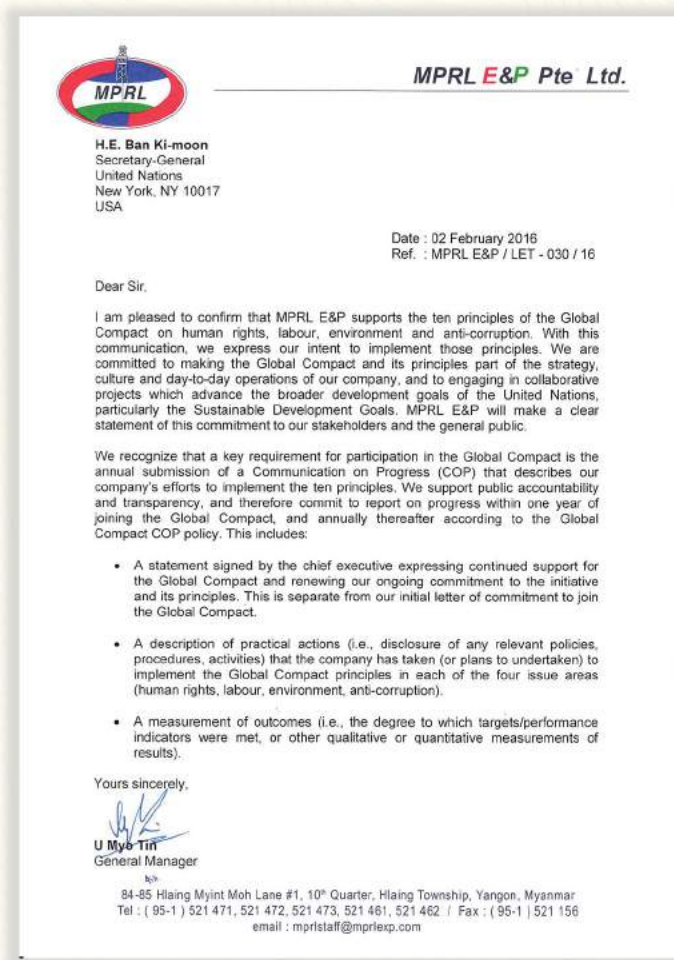 MPRL
MPRL E&P Pte Ltd.
H.E. Ban Ki-moon
Secretary-General
United Nations
New York, NY 10017
USA
Date : 02 February 2016
Ref. : MPRL E&P / LET - 030 / 16
Dear Sir,
I am pleased to confirm that MPRL E&P supports the ten principles of the Global
Compact on human rights, labour, environment and anti-corruption. With this
communication, we express our intent to implement those principles. We are
committed to making the Global Compact and its principles part of the strategy,
culture and day-to-day operations of our company, and to engaging in collaborative
projects which advance the broader development goals of the United Nations,
particularly the Sustainable Development Goals. MPRL E&P will make a clear
statement of this commitment to our stakeholders and the general public.
We recognize that a key requirement for participation in the Global Compact is the
annual submission of a Communication on Progress (COP) that describes our
company's efforts to implement the ten principles. We support public accountability
and transparency, and therefore commit to report on progress within one year of
joining the Global Compact, and annually thereafter according to the Global
Compact COP policy. This includes:
• A statement signed by the chief executive expressing continued support for
the Global Compact and renewing our ongoing commitment to the initiative
and its principles. This is separate from our initial letter of commitment to join
the Global Compact.
• A description of practical actions (i.e., disclosure of any relevant policies,
procedures, activities) that the company has taken (or plans to undertaken) to
implement the Global Compact principles in each of the four issue areas
(human rights, labour, environment, anti-corruption).
• A measurement of outcomes (i.e., the degree to which targets/performance
indicators were met, or other qualitative or quantitative measurements of
results).
Yours sincerely,
U Myo Tin
General Manager
84-85 Hlaing Myint Moh Lane #1, 10th Quarter, Hlaing Township, Yangon, Myanmar
Tel : ( 95-1 ) 521 471, 521 472, 521 473, 521 461, 521 462 / Fax : ( 95-1 ) 521 156
email : mprlstaff@mprlexp.com